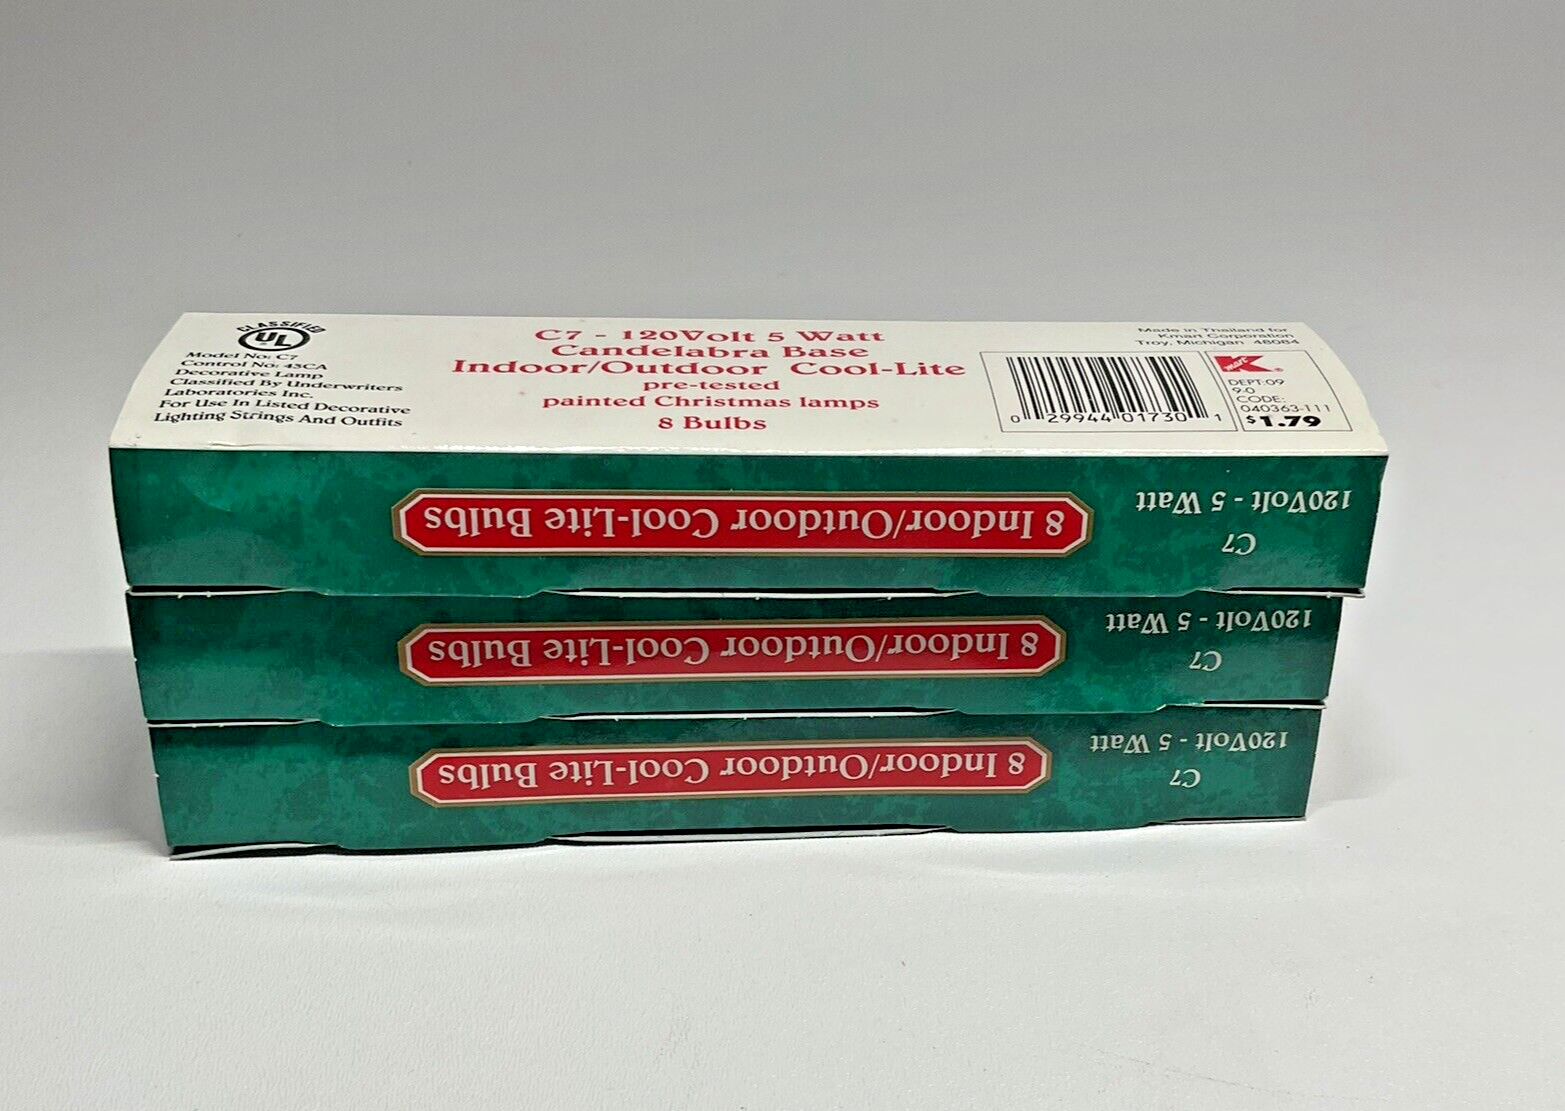 CLASSIFIED
UL
Model No: C7
Control No: 43CA
Decorative Lamp
Classified By Underwriters
Laboratories Inc.
For Use In Listed Decorative
Lighting Strings And Outfits
C7 - 120Volt 5 Watt
Candelabra Base
Indoor/Outdoor Cool-Lite
pre-tested
painted Christmas lamps
8 Bulbs
Made in Thailand for
Kmart Corporation
Troy, Michigan 48084
0 29944 01730 1
Kmart
DEPT:09
9.0
CODE:
040363-111
$1.79
8 Indoor/Outdoor Cool-Lite Bulbs
C7
120Volt - 5 Watt
8 Indoor/Outdoor Cool-Lite Bulbs
C7
120Volt - 5 Watt
8 Indoor/Outdoor Cool-Lite Bulbs
C7
120Volt - 5 Watt